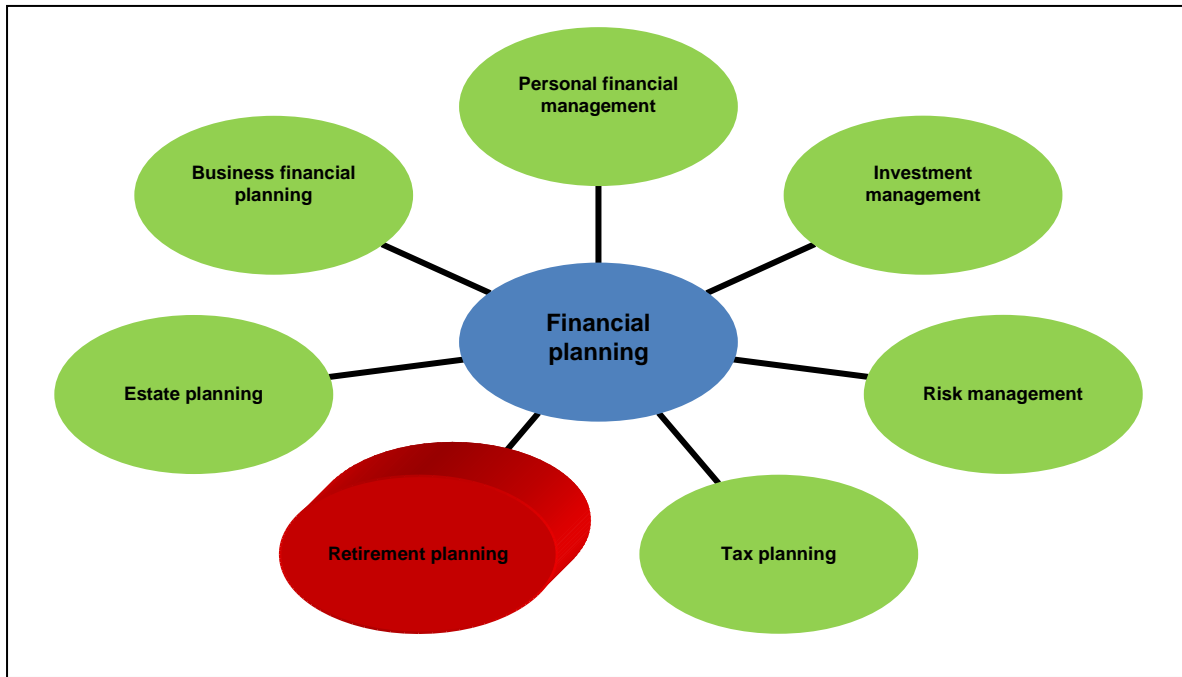 Personal financial
management
Business financial
planning
Investment
management
Financial
planning
Estate planning
Risk management
Retirement planning
Tax planning